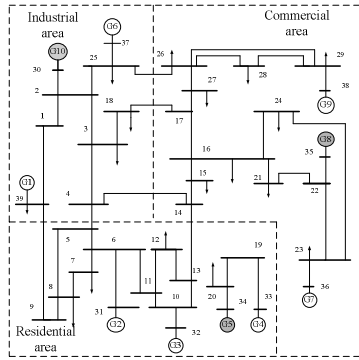 Industrial
area
Commercial
area
G6
37
G10
30
25
26
29
28
38
G9
27
2
18
17
24
1
3
16
G8
35
15
G1
39
21
22
4
14
5
6
12
19
23
7
13
11
10
20
8
36
G7
31
G2
32
G3
34
33
G5
G4
9
Residential
area